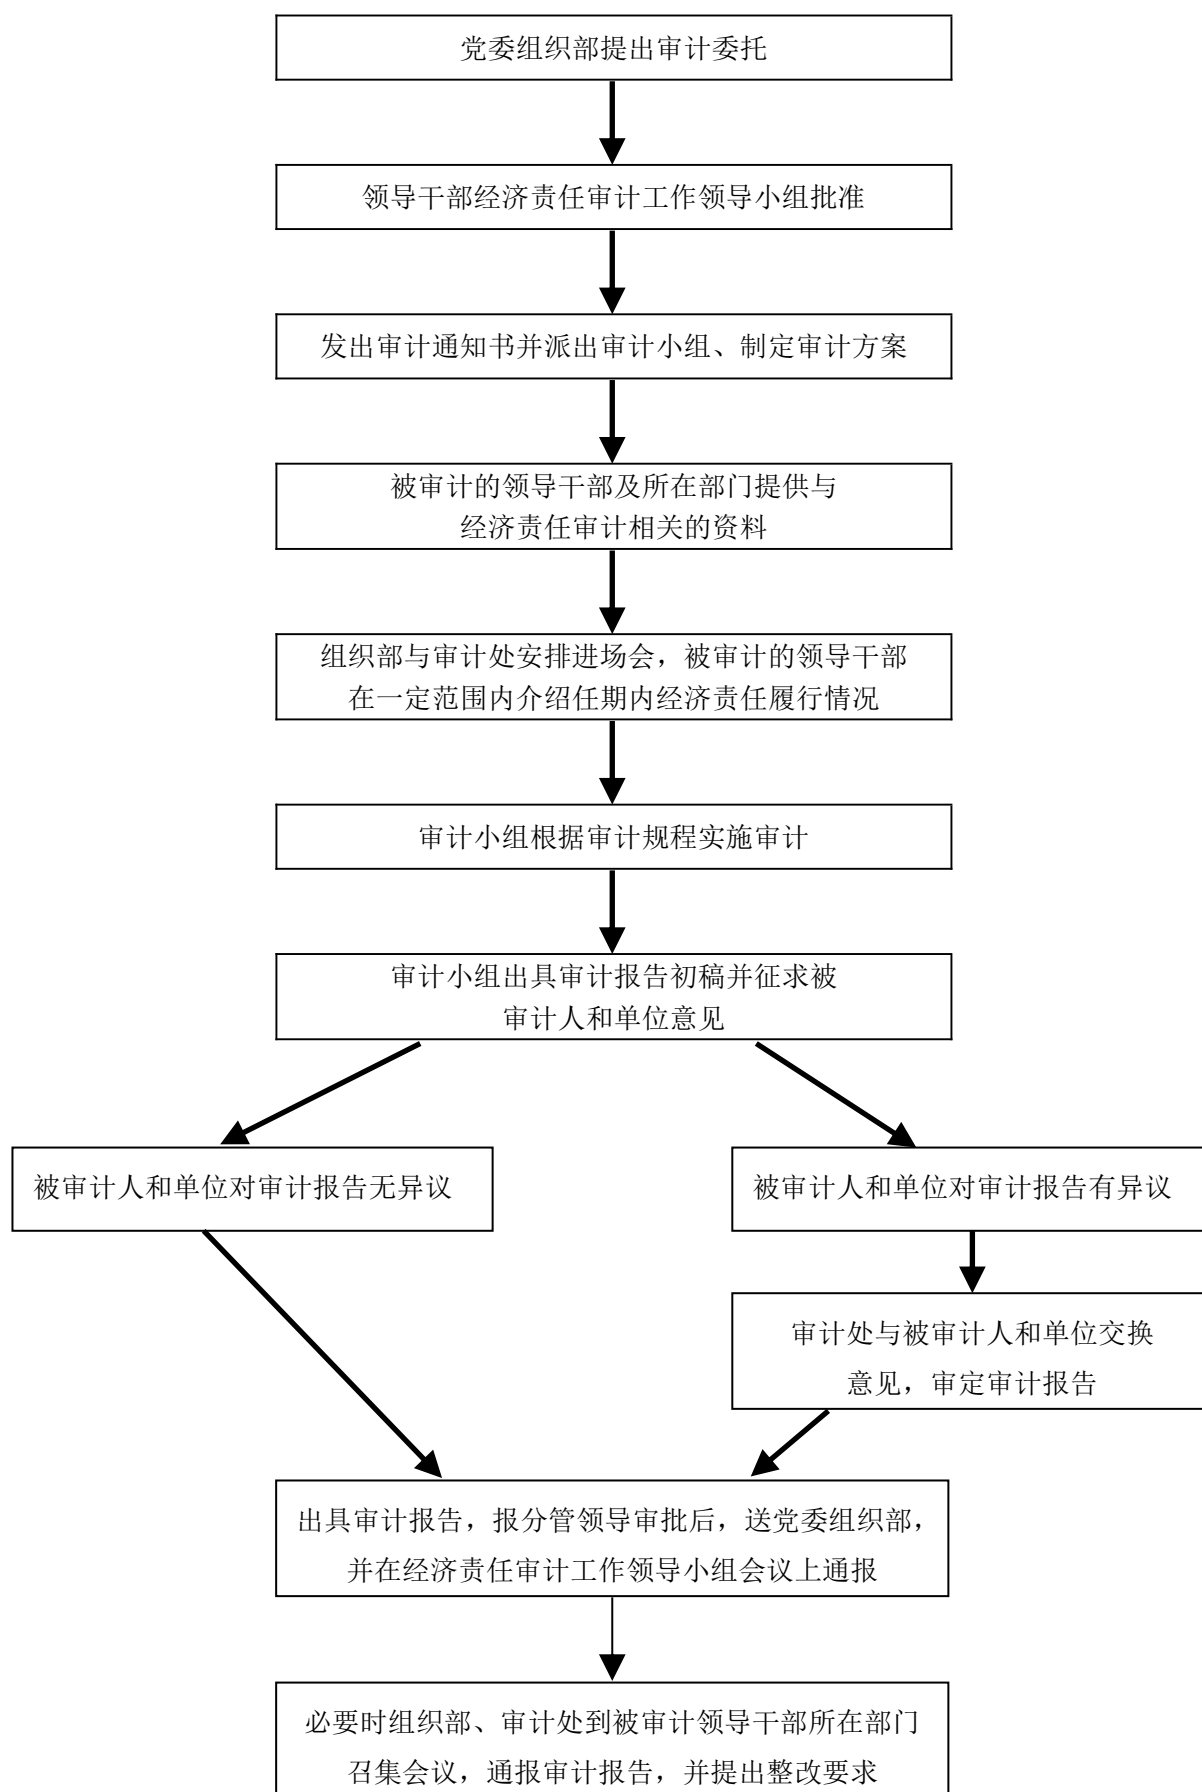 党委组织部提出审计委托
领导干部经济责任审计工作领导小组批准
发出审计通知书并派出审计小组、制定审计方案
被审计的领导干部及所在部门提供与
经济责任审计相关的资料
组织部与审计处安排进场会，被审计的领导干部
在一定范围内介绍任期内经济责任履行情况
审计小组根据审计规程实施审计
审计小组出具审计报告初稿并征求被
审计人和单位意见
被审计人和单位对审计报告无异议
被审计人和单位对审计报告有异议
审计处与被审计人和单位交换
意见，审定审计报告
出具审计报告，报分管领导审批后，送党委组织部，
并在经济责任审计工作领导小组会议上通报
必要时组织部、审计处到被审计领导干部所在部门
召集会议，通报审计报告，并提出整改要求